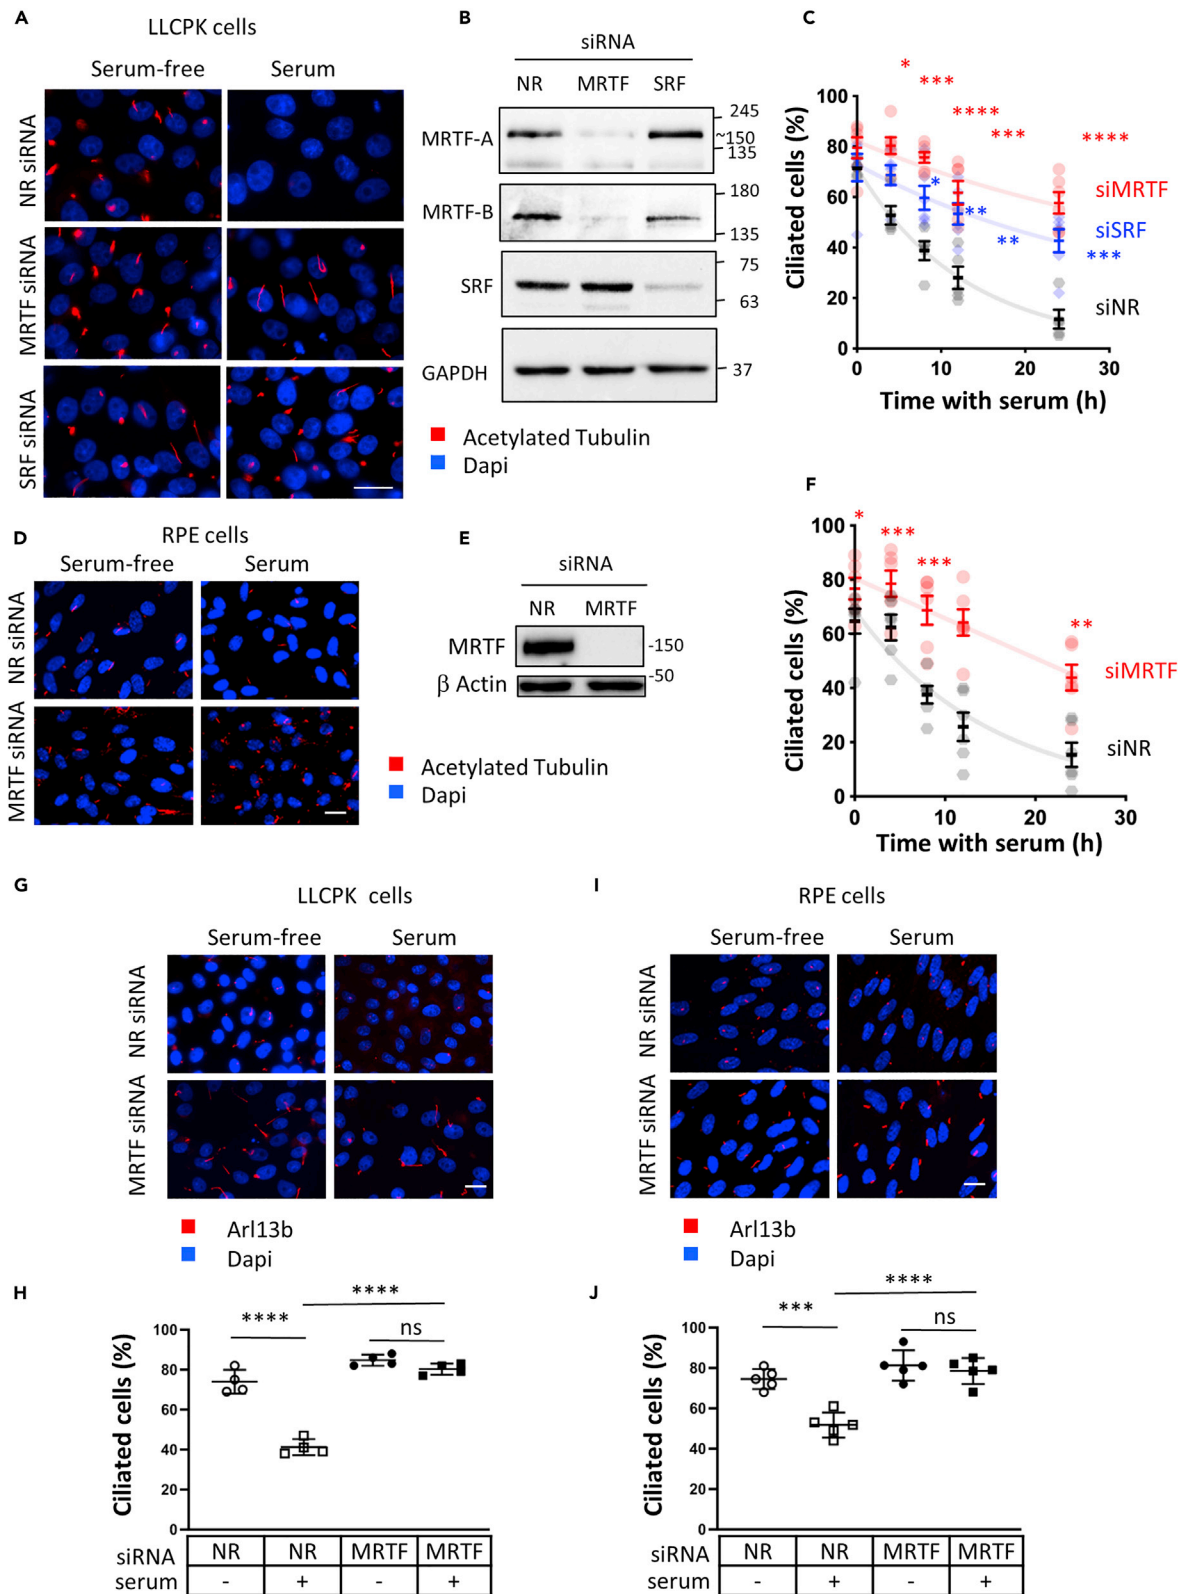 A
LLCPK cells
Serum-free
Serum
NR siRNA
MRTF siRNA
SRF siRNA
B
siRNA
NR
MRTF
SRF
MRTF-A
245
~150
135
MRTF-B
180
135
SRF
75
63
GAPDH
37
Acetylated Tubulin
Dapi
C
*
***
****
***
****
*
**
**
***
siMRTF
siSRF
siNR
Ciliated cells (%)
100
80
60
40
20
0
0
10
20
30
Time with serum (h)
D
RPE cells
Serum-free
Serum
NR siRNA
MRTF siRNA
E
siRNA
NR
MRTF
MRTF
-150
-50
β Actin
Acetylated Tubulin
Dapi
F
*
***
***
**
siMRTF
siNR
Ciliated cells (%)
100
80
60
40
20
0
0
10
20
30
Time with serum (h)
G
LLCPK cells
Serum-free
Serum
NR siRNA
MRTF siRNA
Arl13b
Dapi
I
RPE cells
Serum-free
Serum
NR siRNA
MRTF siRNA
Arl13b
Dapi
H
****
****
ns
Ciliated cells (%)
100
80
60
40
20
0
siRNA NR NR MRTF MRTF
serum - + - +
J
***
****
ns
Ciliated cells (%)
100
80
60
40
20
0
siRNA NR NR MRTF MRTF
serum - + - +